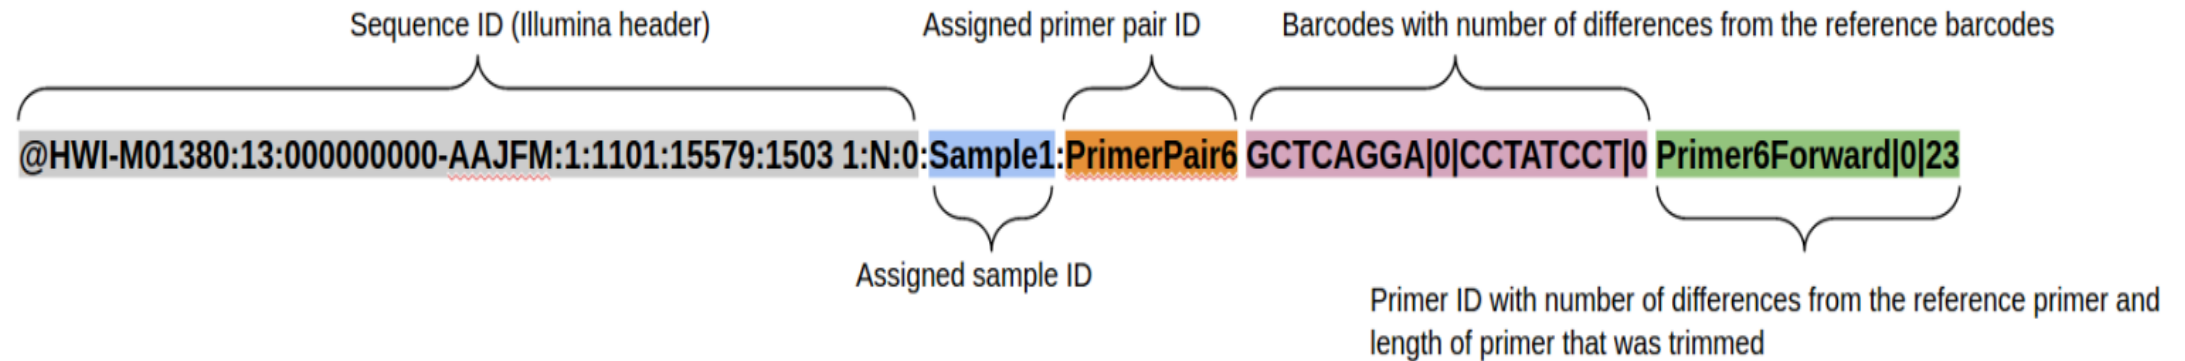 Sequence ID (Illumina header)
Assigned primer pair ID
Barcodes with number of differences from the reference barcodes
@HWI-M01380:13:000000000-AAJFM:1:1101:15579:1503 1:N:0:Sample1:PrimerPair6 GCTCAGGA|0|CCTATCCT|0 Primer6Forward|0|23
Assigned sample ID
Primer ID with number of differences from the reference primer and
length of primer that was trimmed